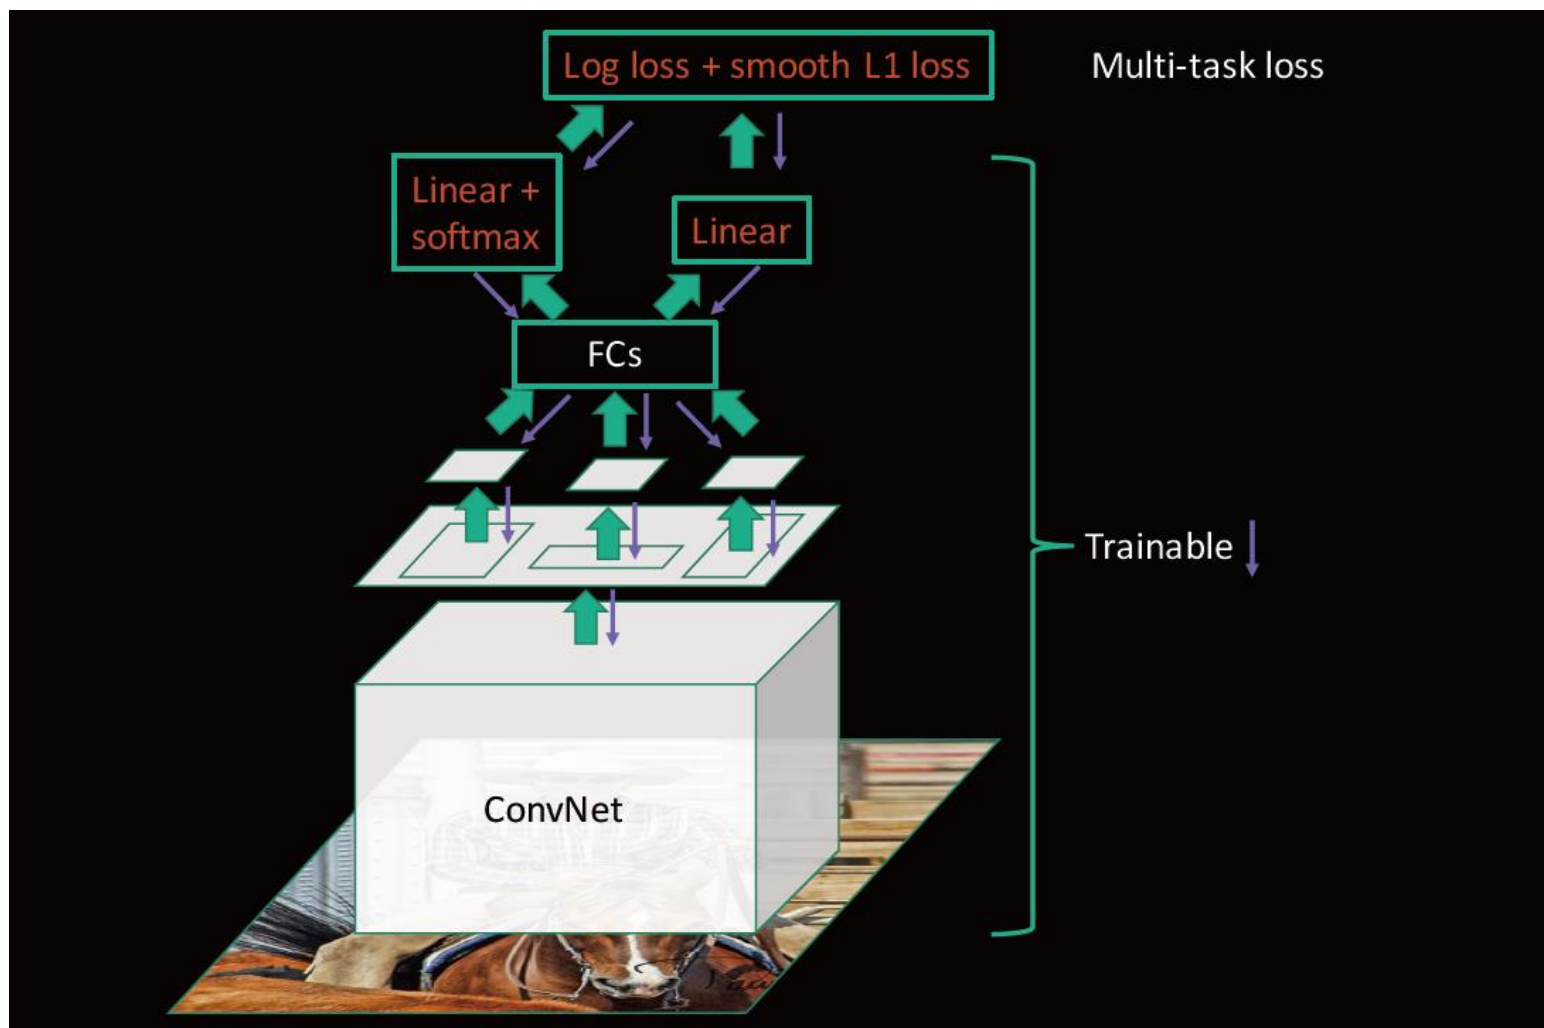 Log loss + smooth L1 loss
Multi-task loss
Linear +
softmax
Linear
FCs
Trainable
ConvNet